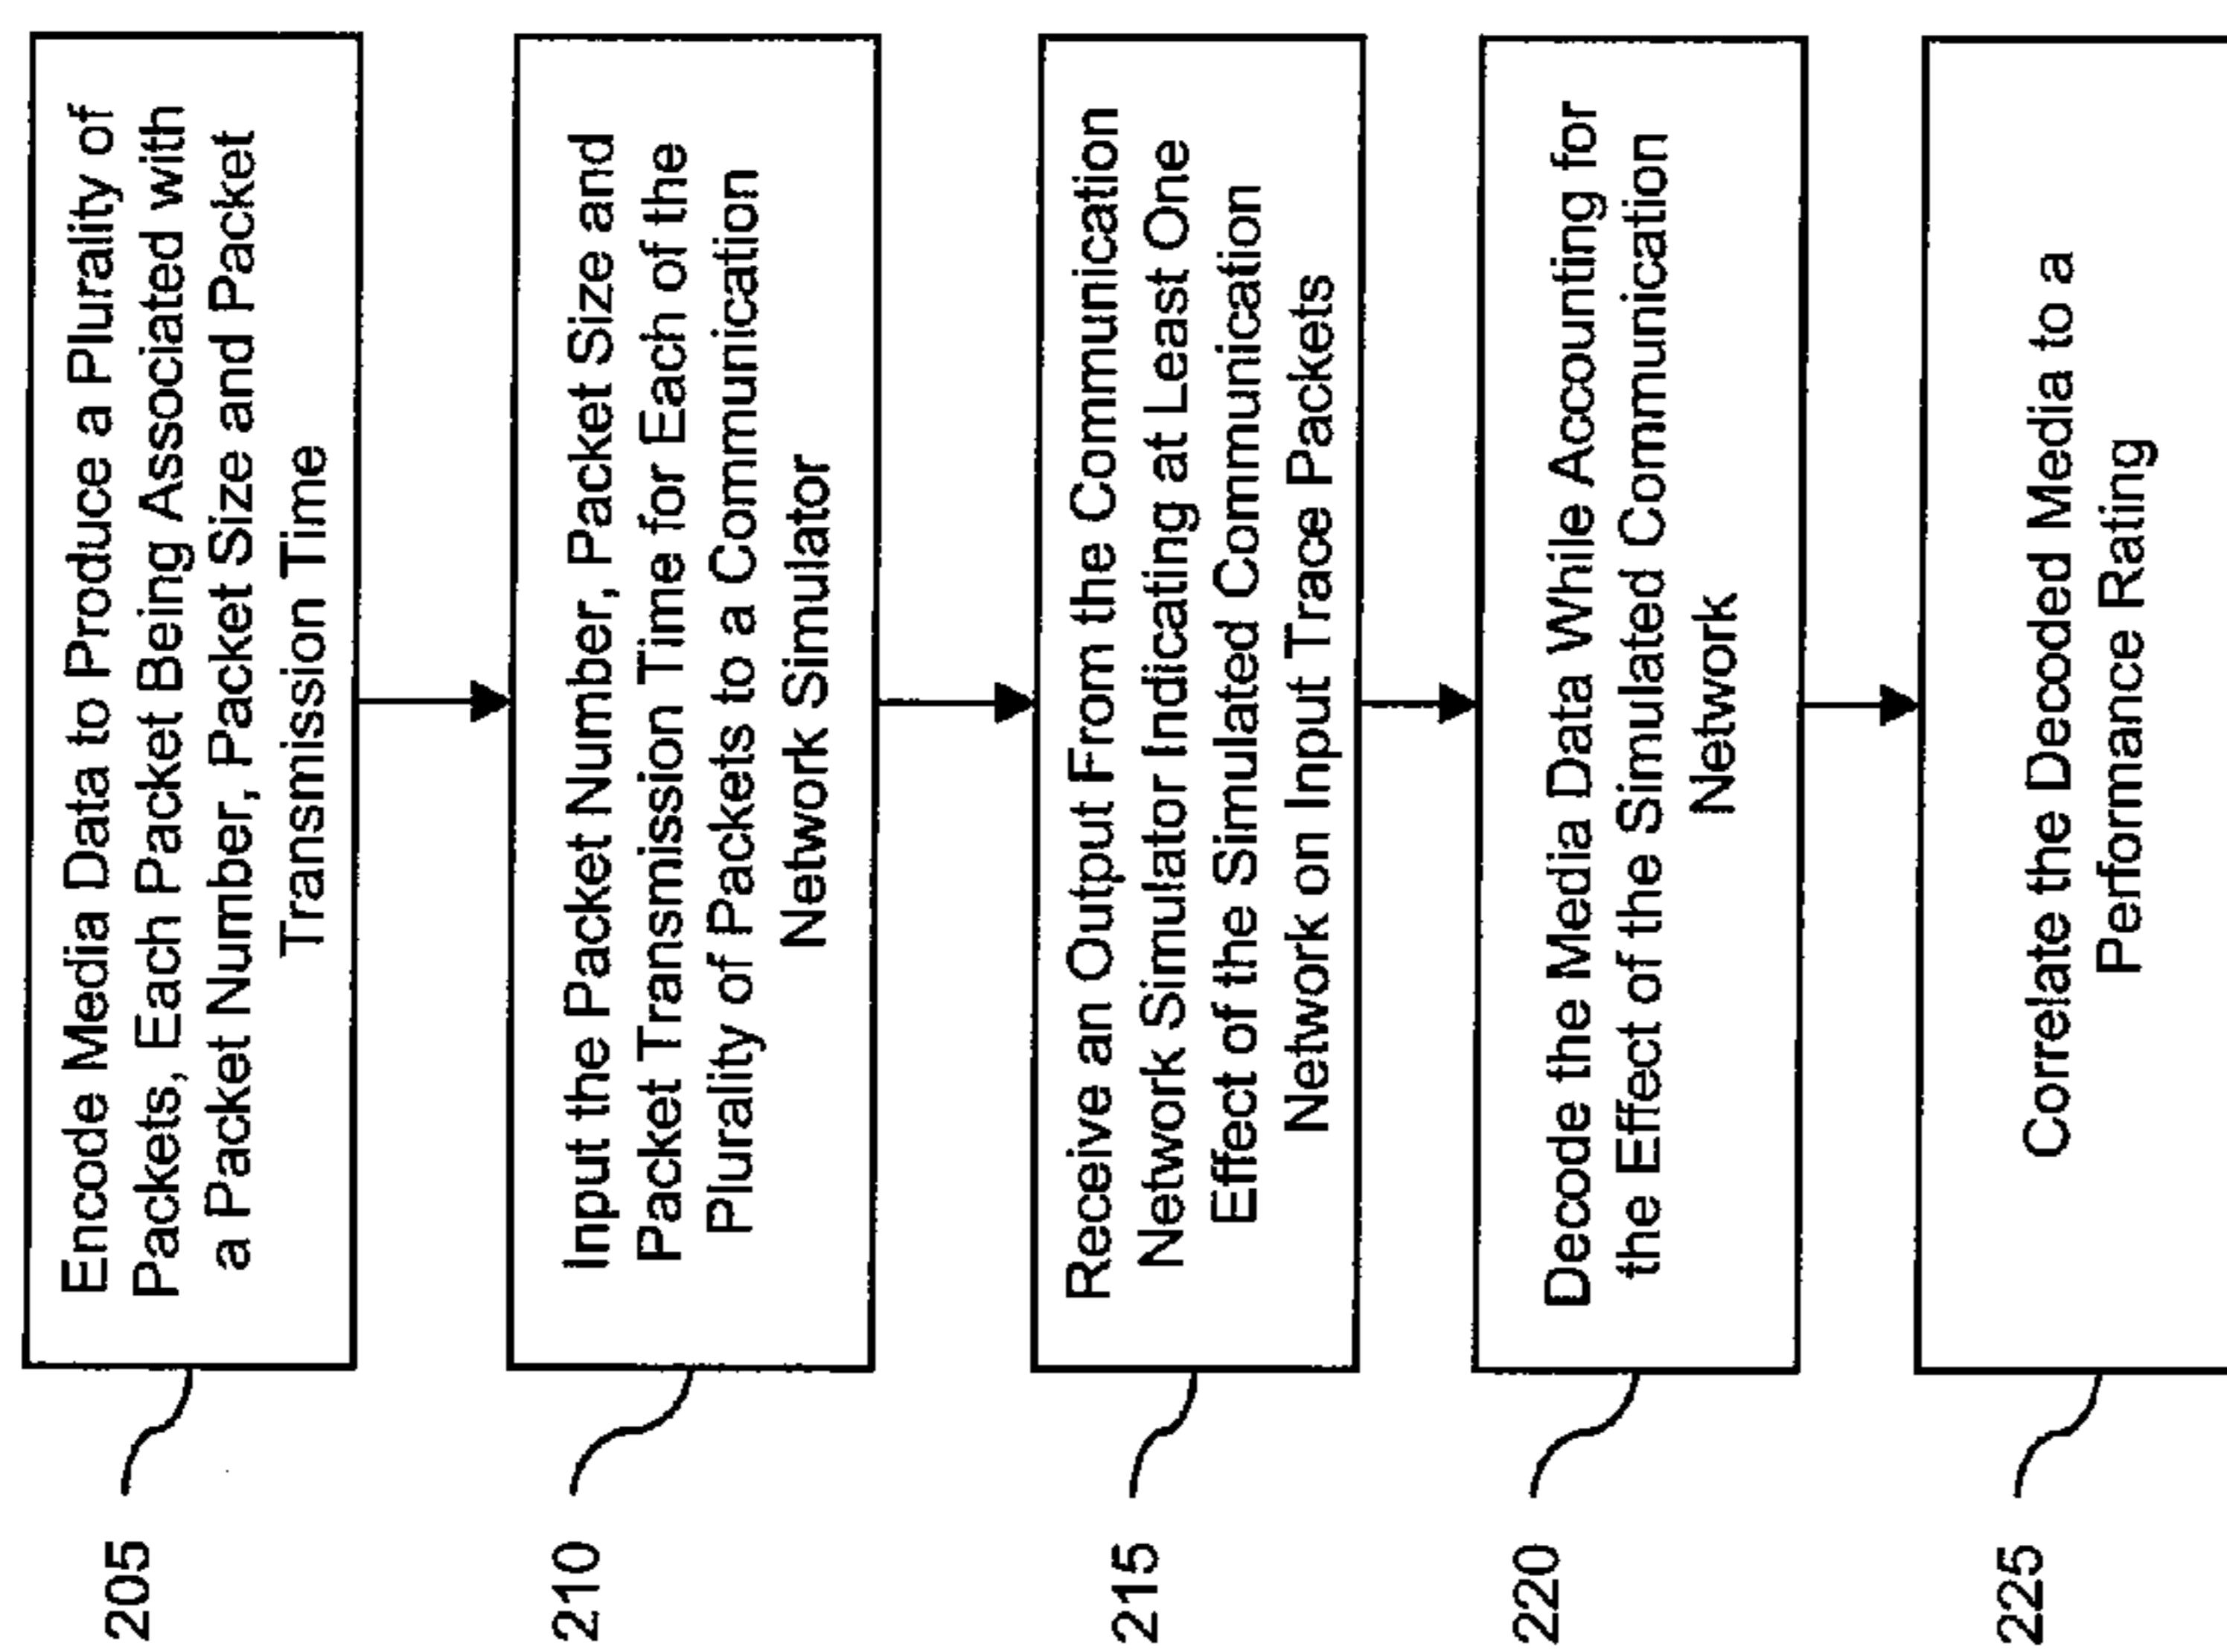 205
Encode Media Data to Produce a Plurality of
Packets, Each Packet Being Associated with
a Packet Number, Packet Size and Packet
Transmission Time
210
Input the Packet Number, Packet Size and
Packet Transmission Time for Each of the
Plurality of Packets to a Communication
Network Simulator
215
Receive an Output From the Communication
Network Simulator Indicating at Least One
Effect of the Simulated Communication
Network on Input Trace Packets
220
Decode the Media Data While Accounting for
the Effect of the Simulated Communication
Network
225
Correlate the Decoded Media to a
Performance Rating